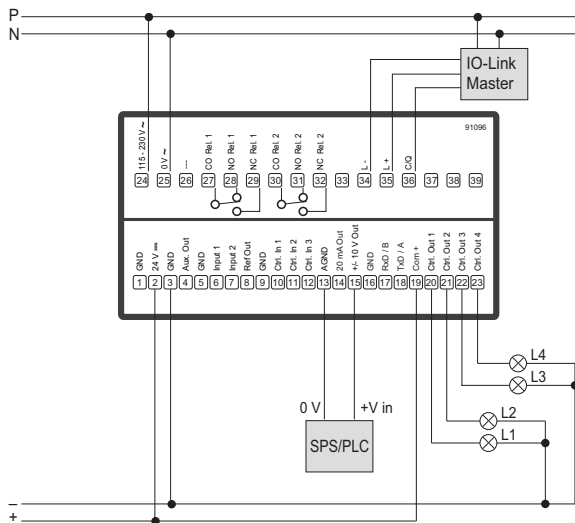 P
N
IO-Link
Master
91096
115 - 230 V ~
0 V ~
---
CO Rel. 1
NO Rel. 1
NC Rel. 1
CO Rel. 2
NO Rel. 2
NC Rel. 2
L -
L +
C/Q
24 25 26 27 28 29 30 31 32 33 34 35 36 37 38 39
GND
24 V ⎓
GND
Aux. Out
GND
Input 1
Input 2
Ref Out
GND
Ctrl. In 1
Ctrl. In 2
Ctrl. In 3
AGND
20 mA Out
+/- 10 V Out
GND
RxD / B
TxD / A
Com +
Ctrl. Out 1
Ctrl. Out 2
Ctrl. Out 3
Ctrl. Out 4
1 2 3 4 5 6 7 8 9 10 11 12 13 14 15 16 17 18 19 20 21 22 23
L4
L3
0 V +V in
L2
L1
SPS/PLC
–
+